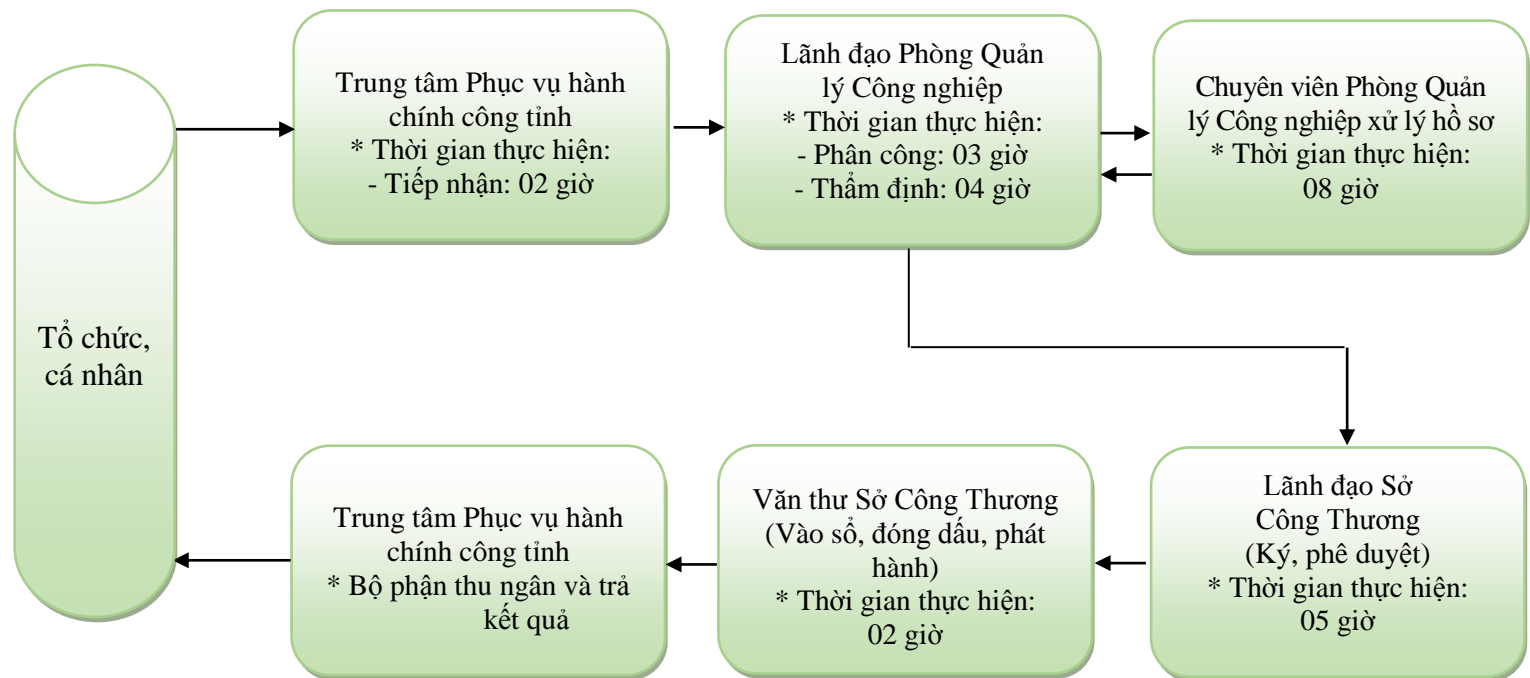 Tổ chức,
cá nhân
Trung tâm Phục vụ hành
chính công tỉnh
* Thời gian thực hiện:
- Tiếp nhận: 02 giờ
Lãnh đạo Phòng Quản
lý Công nghiệp
* Thời gian thực hiện:
- Phân công: 03 giờ
- Thẩm định: 04 giờ
Chuyên viên Phòng Quản
lý Công nghiệp xử lý hồ sơ
* Thời gian thực hiện:
08 giờ
Lãnh đạo Sở
Công Thương
(Ký, phê duyệt)
* Thời gian thực hiện:
05 giờ
Văn thư Sở Công Thương
(Vào sổ, đóng dấu, phát
hành)
* Thời gian thực hiện:
02 giờ
Trung tâm Phục vụ hành
chính công tỉnh
* Bộ phận thu ngân và trả
kết quả